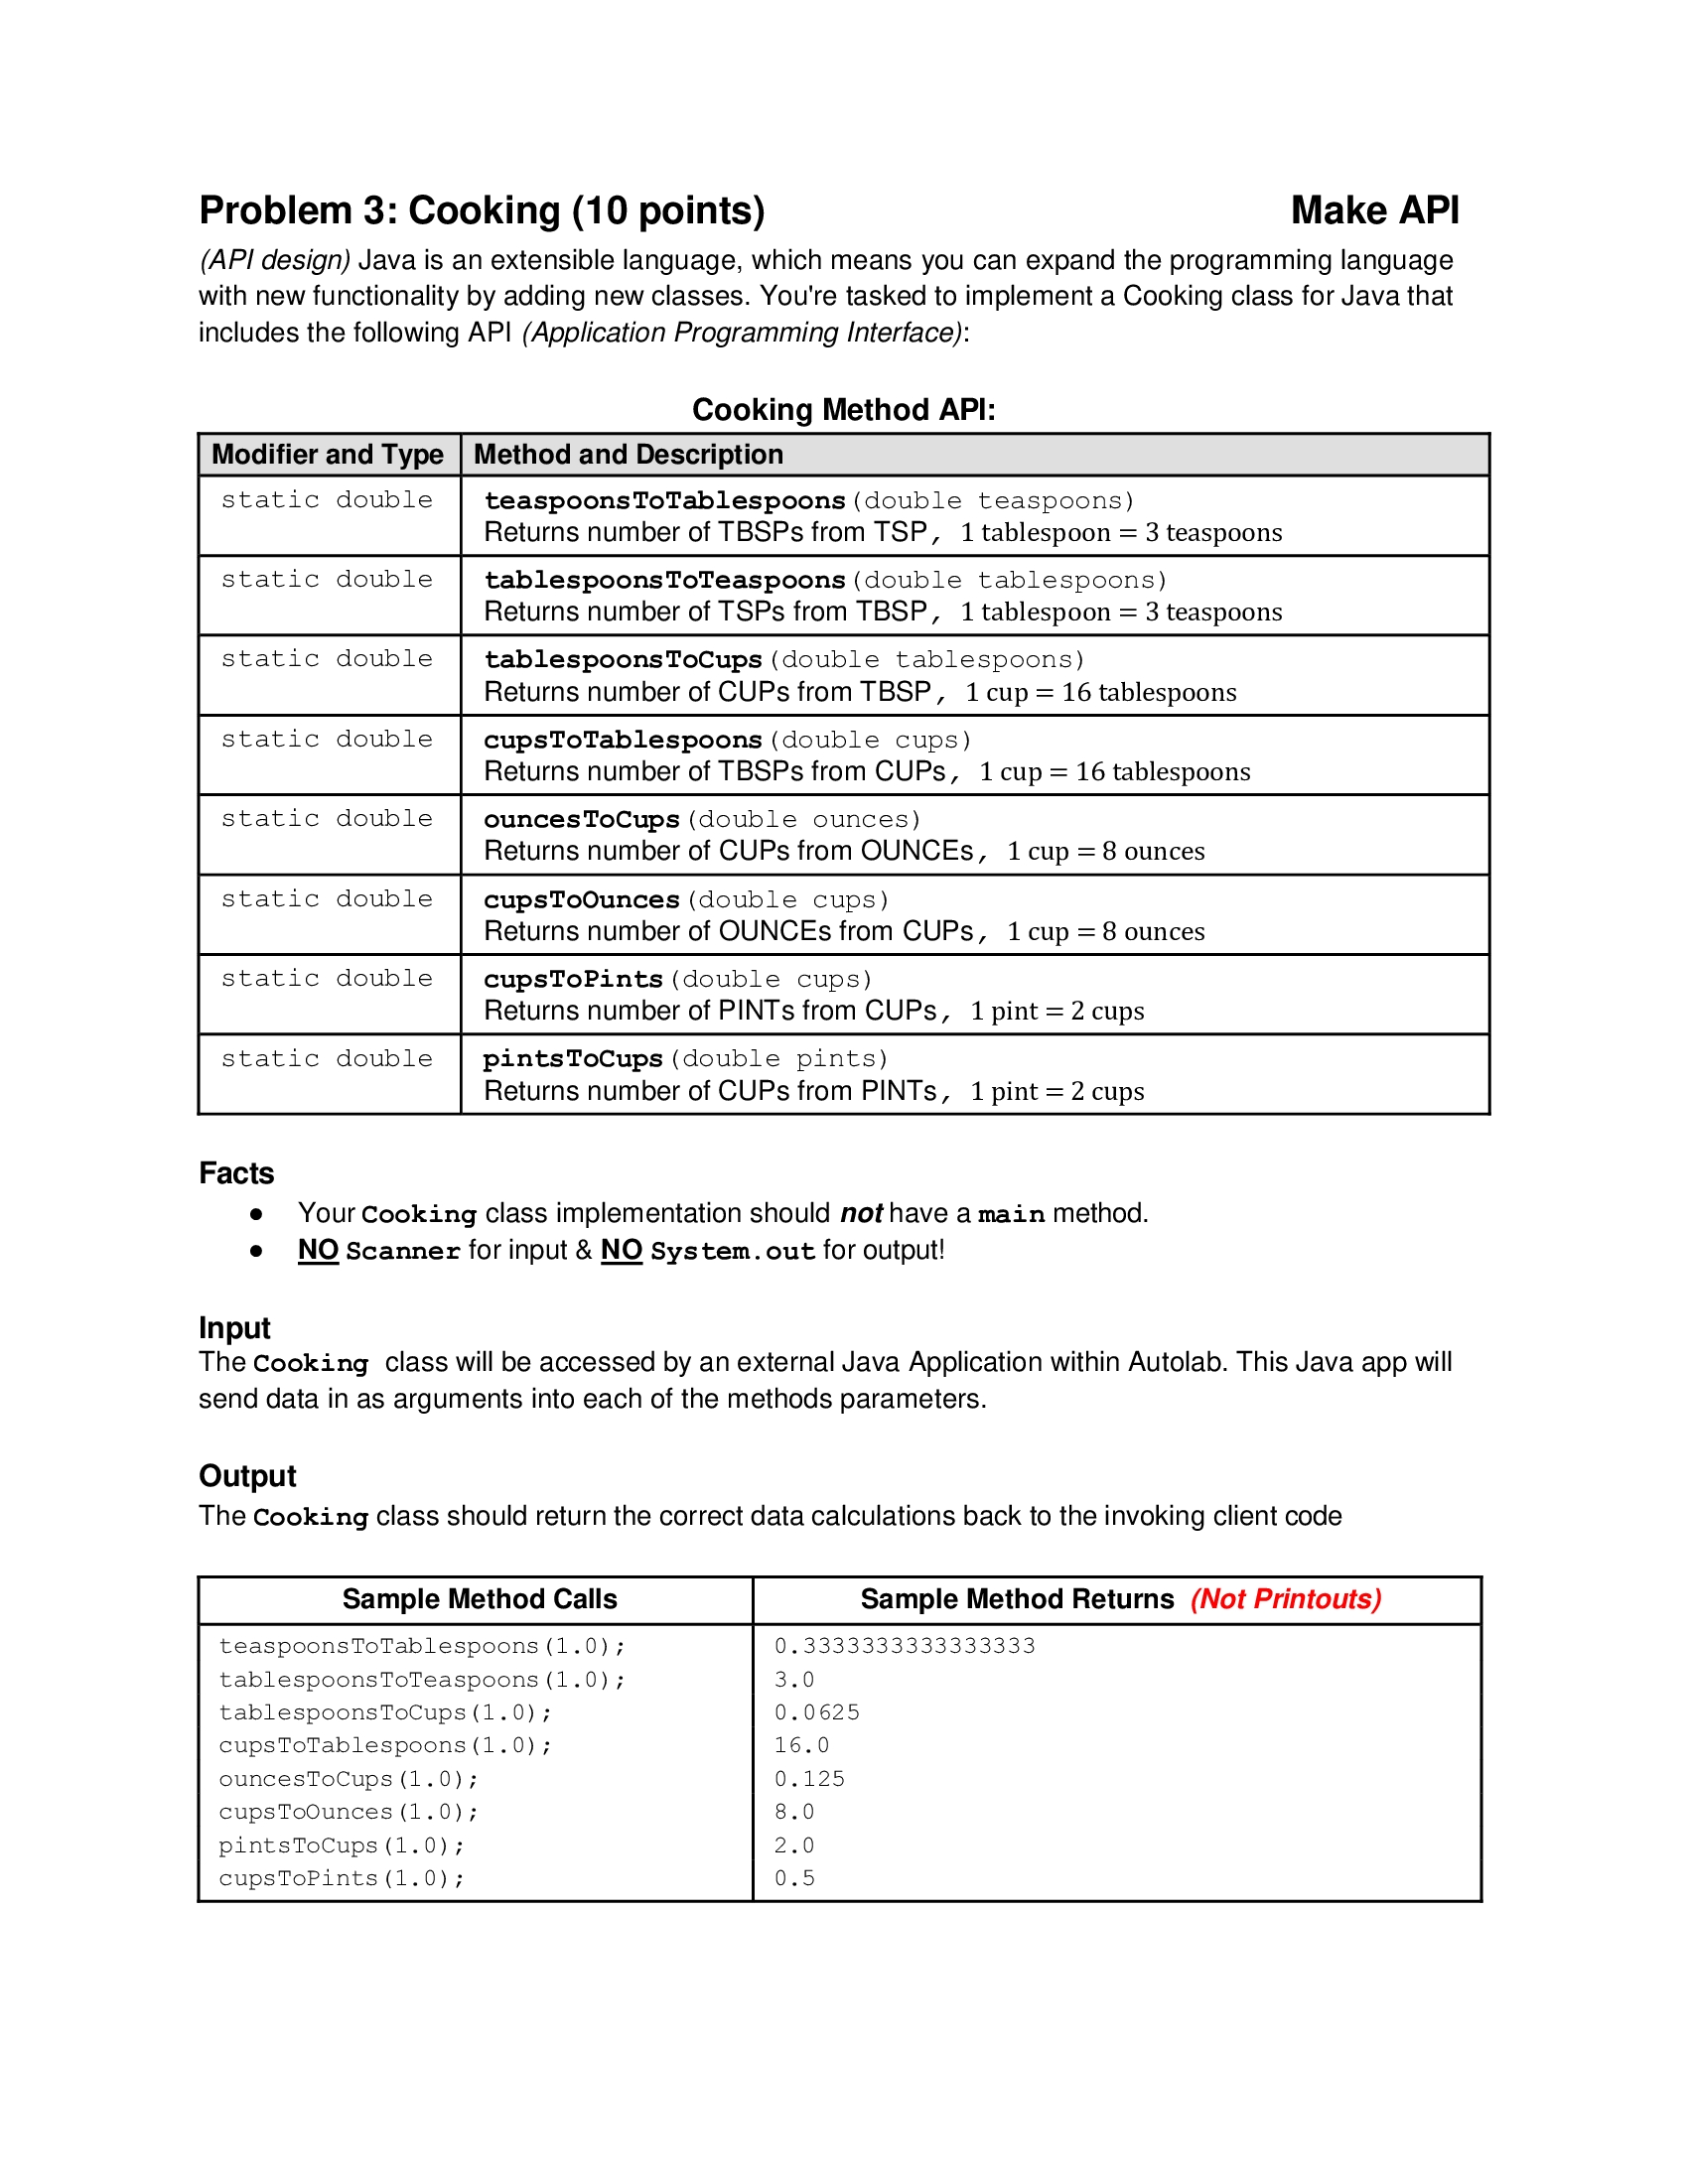 Problem 3: Cooking (10 points) Make API
(API design) Java is an extensible language, which means you can expand the programming language
with new functionality by adding new classes. You're tasked to implement a Cooking class for Java that
includes the following API (Application Programming Interface):
Cooking Method API:
Modifier and Type Method and Description
static double teaspoonsToTablespoons(double teaspoons)
Returns number of TBSPs from TSP, 1 tablespoon = 3 teaspoons
static double tablespoonsToTeaspoons(double tablespoons)
Returns number of TSPs from TBSP, 1 tablespoon = 3 teaspoons
static double tablespoonsToCups(double tablespoons)
Returns number of CUPs from TBSP, 1 cup = 16 tablespoons
static double cupsToTablespoons(double cups)
Returns number of TBSPs from CUPs, 1 cup = 16 tablespoons
static double ouncesToCups(double ounces)
Returns number of CUPs from OUNCEs, 1 cup = 8 ounces
static double cupsToOunces(double cups)
Returns number of OUNCEs from CUPs, 1 cup = 8 ounces
static double cupsToPints(double cups)
Returns number of PINTs from CUPs, 1 pint = 2 cups
static double pintsToCups(double pints)
Returns number of CUPs from PINTs, 1 pint = 2 cups
Facts
● Your Cooking class implementation should not have a main method.
● NO Scanner for input & NO System.out for output!
Input
The Cooking class will be accessed by an external Java Application within Autolab. This Java app will
send data in as arguments into each of the methods parameters.
Output
The Cooking class should return the correct data calculations back to the invoking client code
Sample Method Calls Sample Method Returns (Not Printouts)
teaspoonsToTablespoons(1.0); 0.3333333333333333
tablespoonsToTeaspoons(1.0); 3.0
tablespoonsToCups(1.0); 0.0625
cupsToTablespoons(1.0); 16.0
ouncesToCups(1.0); 0.125
cupsToOunces(1.0); 8.0
pintsToCups(1.0); 2.0
cupsToPints(1.0); 0.5